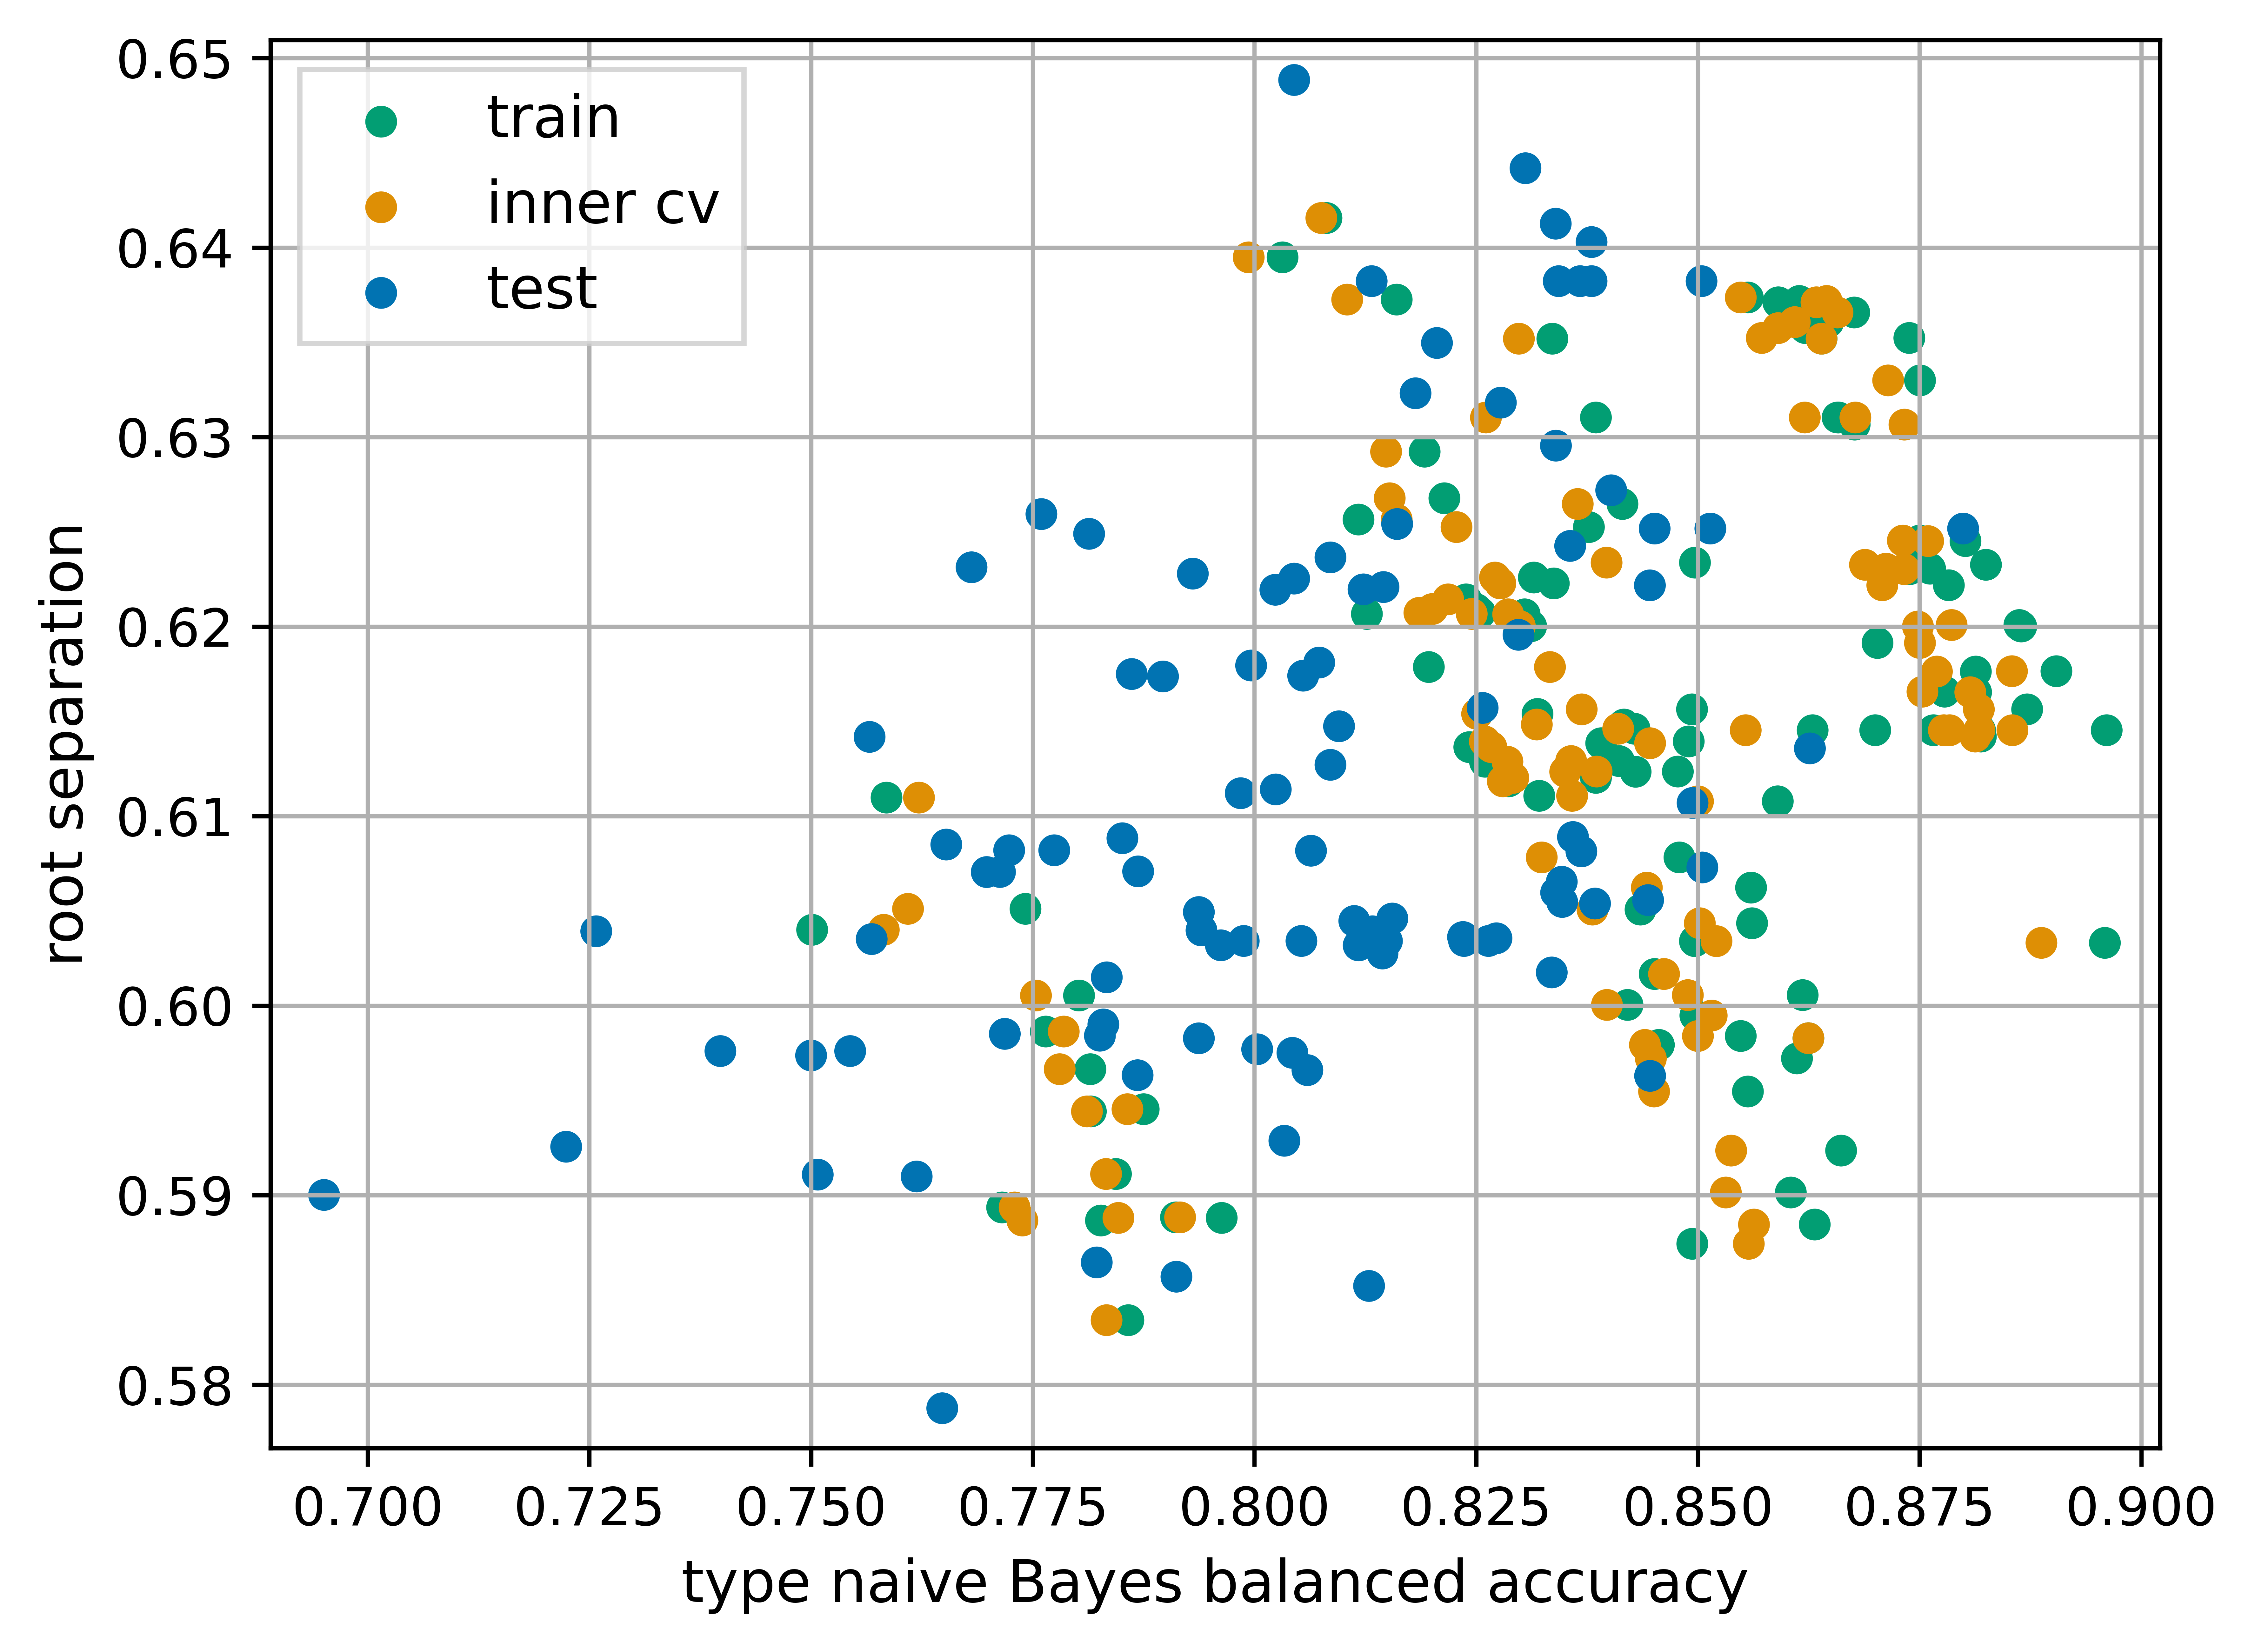 train
inner cv
test
0.65
0.64
0.63
0.62
0.61
0.60
0.59
0.58
root separation
0.700 0.725 0.750 0.775 0.800 0.825 0.850 0.875 0.900
type naive Bayes balanced accuracy